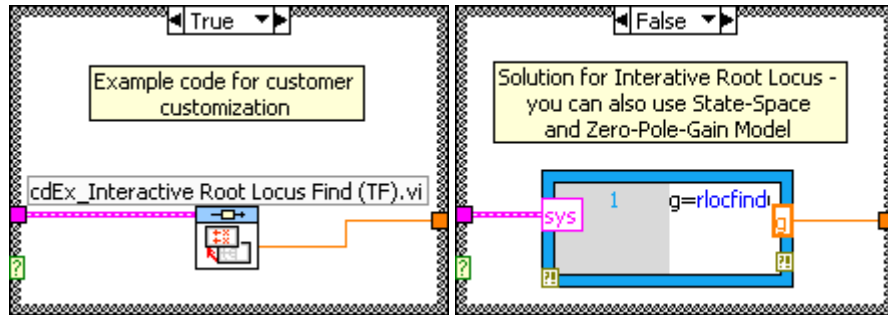 True
Example code for customer
customization
cdEx_Interactive Root Locus Find (TF).vi
?
False
Solution for Interative Root Locus -
you can also use State-Space
and Zero-Pole-Gain Model
1 g=rlocfind(
sys
g
?!
?!
?